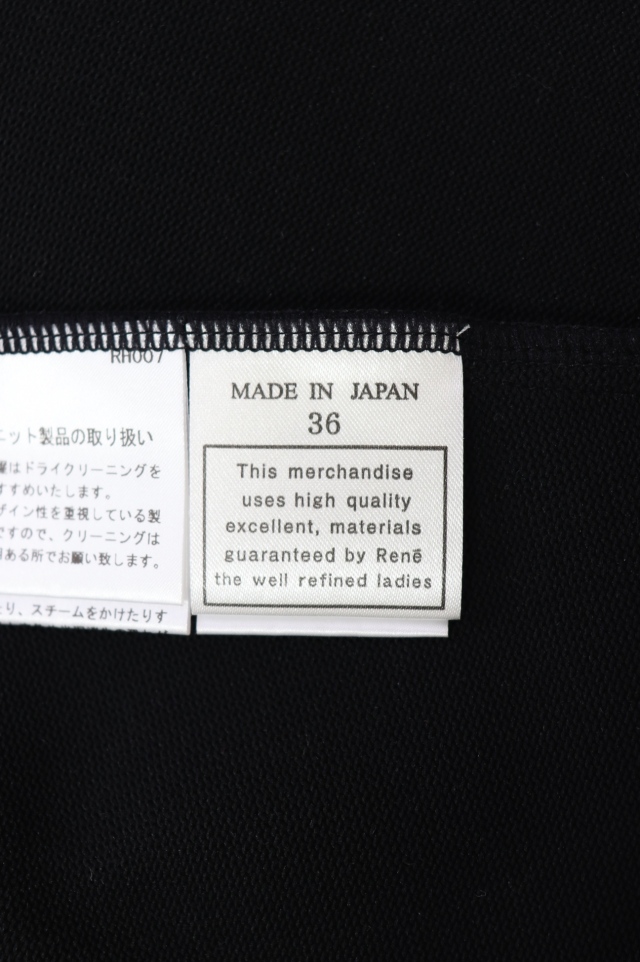 RH007
ニット製品の取り扱い
はドライクリーニングを
すすめいたします。
ザイン性を重視している製
ですので、クリーニングは
ある所でお願い致します。
り、スチームをかけたりす
MADE IN JAPAN
36
This merchandise
uses high quality
excellent, materials
guaranteed by René
the well refined ladies